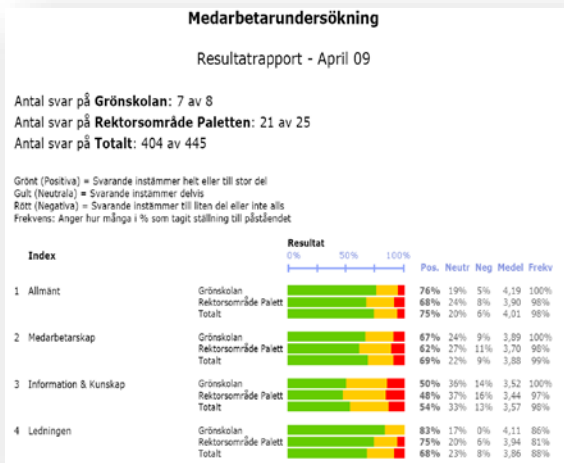 Medarbetarundersökning
Resultatrapport - April 09
Antal svar på Grönskolan: 7 av 8
Antal svar på Rektorsområde Paletten: 21 av 25
Antal svar på Totalt: 404 av 445
Grönt (Positiva) = Svarande instämmer helt eller till stor del
Gult (Neutrala) = Svarande instämmer delvis
Rött (Negativa) = Svarande instämmer till liten del eller inte alls
Frekvens: Anger hur många i % som tagit ställning till påståendet
Resultat
Index 0% 50% 100%
Pos. Neutr Neg Medel Frekv
1 Allmänt Grönskolan 76% 19% 5% 4,19 100%
Rektorsområde Palett 68% 24% 8% 3,90 98%
Totalt 75% 20% 6% 4,01 98%
2 Medarbetarskap Grönskolan 67% 24% 9% 3,89 100%
Rektorsområde Palett 62% 27% 11% 3,70 98%
Totalt 69% 22% 9% 3,88 99%
3 Information & Kunskap Grönskolan 50% 36% 14% 3,52 100%
Rektorsområde Palett 48% 37% 16% 3,44 97%
Totalt 54% 33% 13% 3,57 98%
4 Ledningen Grönskolan 83% 17% 0% 4,11 86%
Rektorsområde Palett 75% 20% 6% 3,94 81%
Totalt 68% 23% 8% 3,86 88%